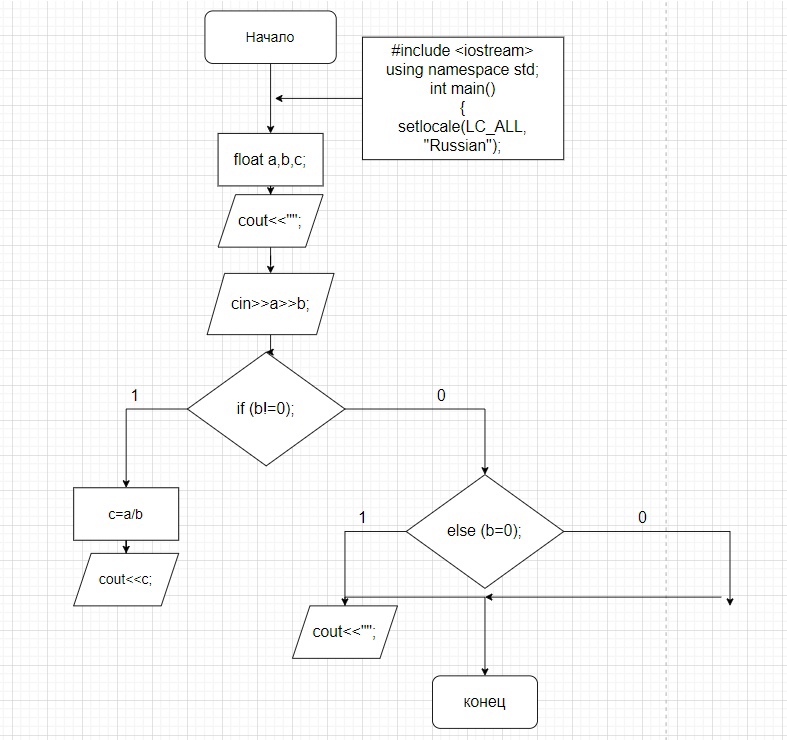 Начало
#include <iostream>
using namespace std;
int main()
{
setlocale(LC_ALL,
"Russian");
float a,b,c;
cout<<"";
cin>>a>>b;
if (b!=0);
1
0
c=a/b
cout<<c;
else (b=0);
1
0
cout<<"";
конец